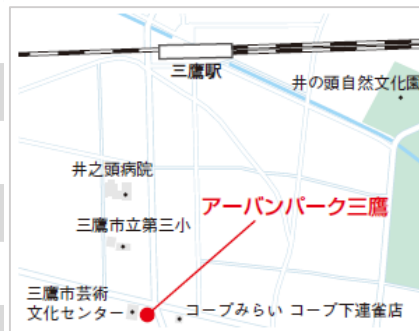 三鷹駅
井の頭自然文化園
井之頭病院
アーバンパーク三鷹
三鷹市立第三小
三鷹市芸術
文化センター
コープみらい コープ下連雀店